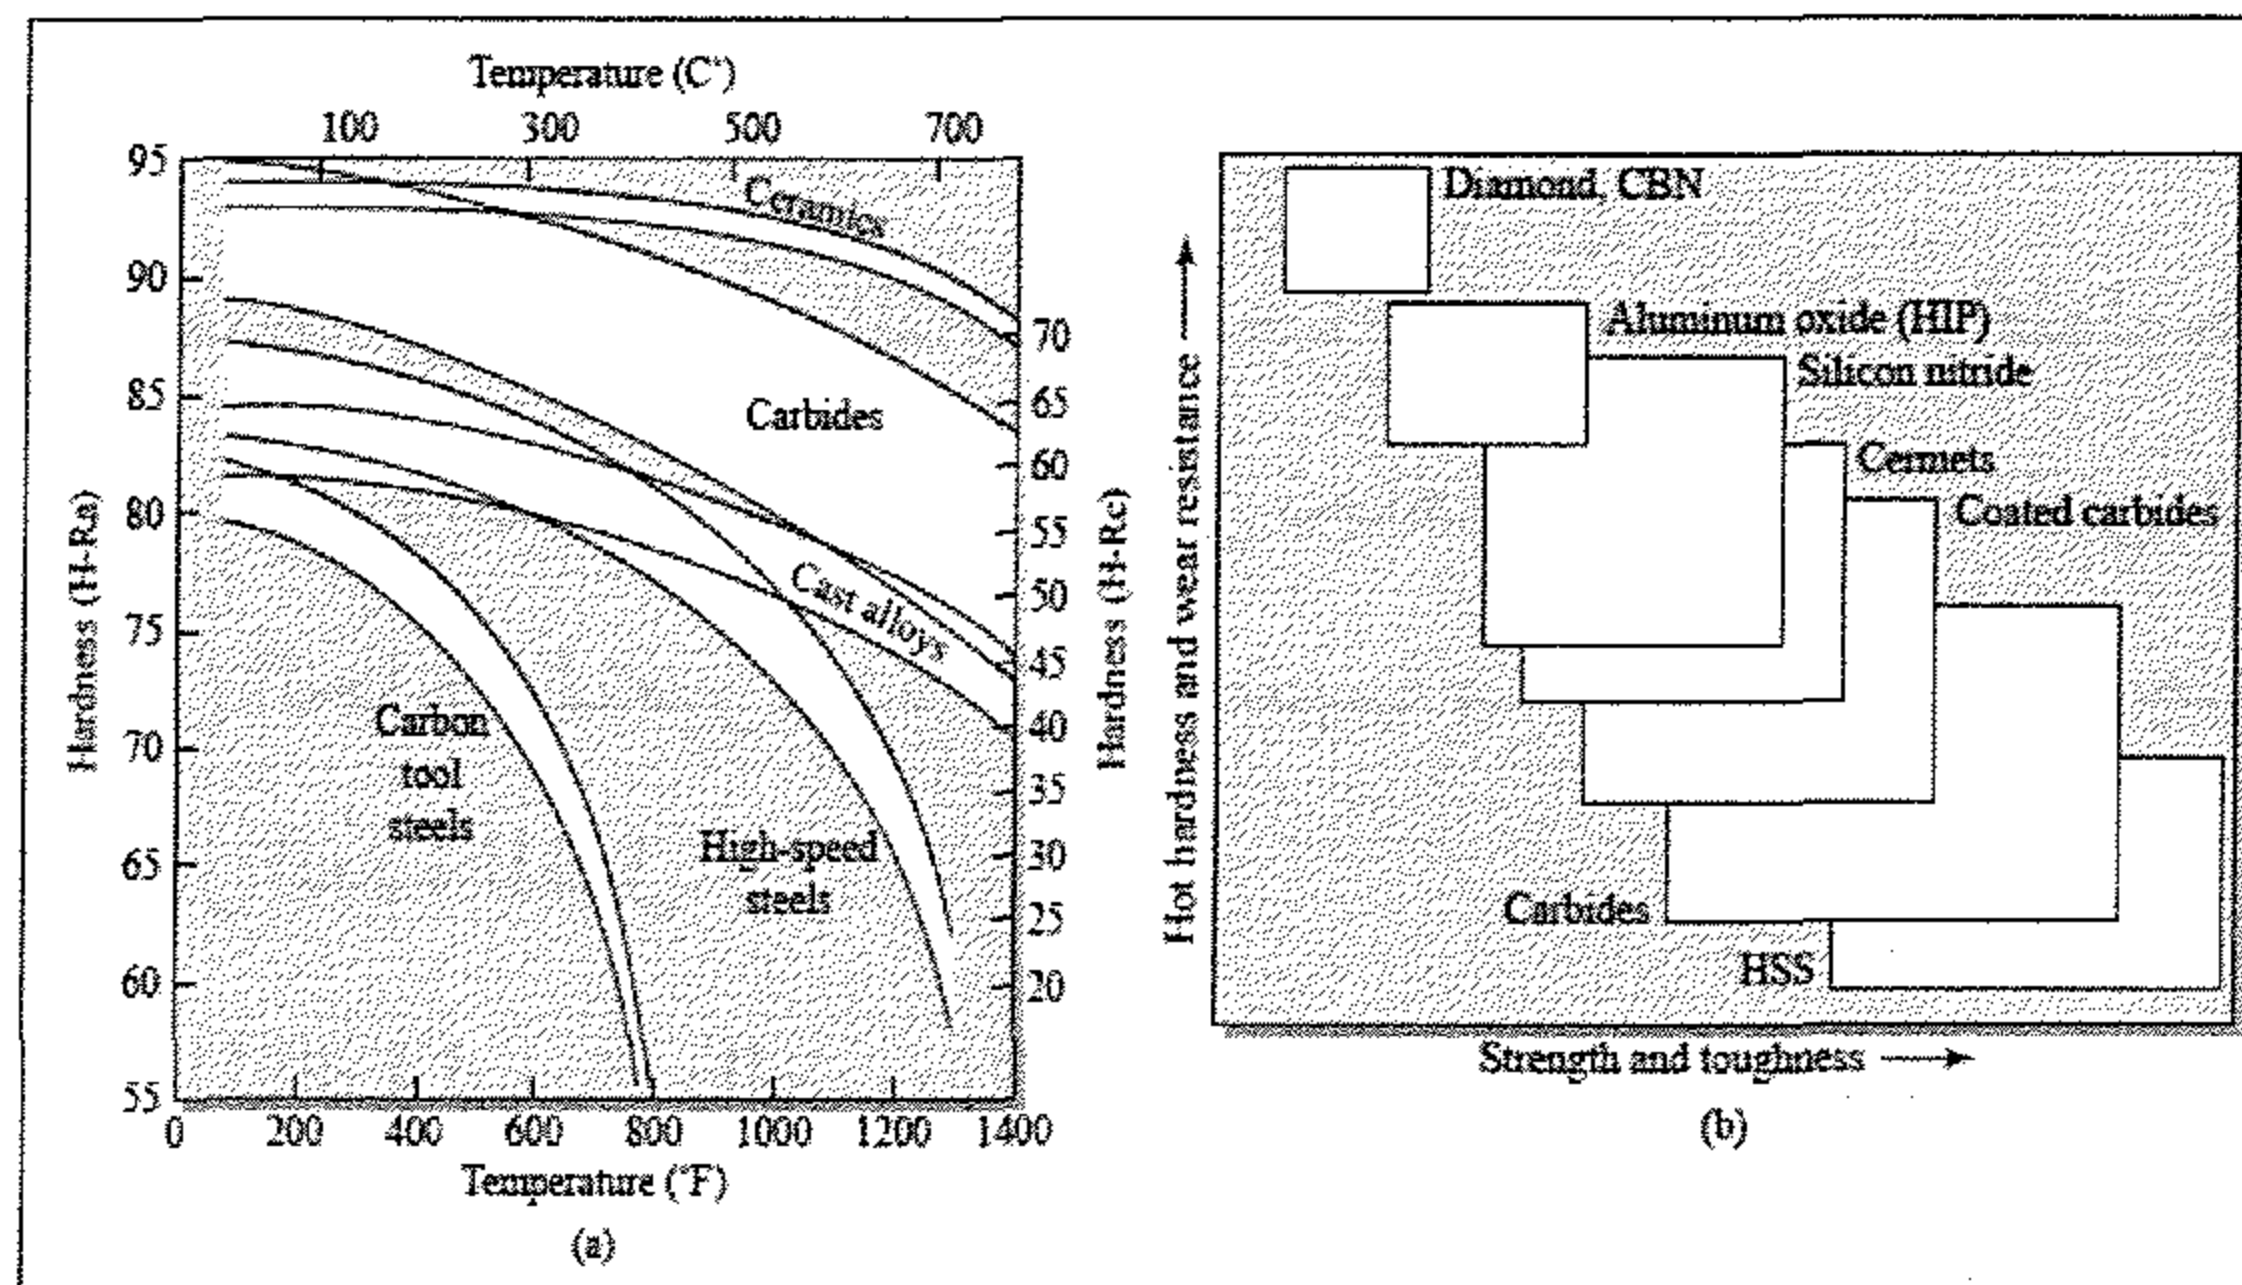 Temperature (C°)
100 300 500 700
95
90
85
80
75
70
65
60
55
Hardness (H-Ra)
Ceramics
Carbides
Cast alloys
Carbon
tool
steels
High-speed
steels
70
65
60
55
50
45
40
35
30
25
20
Hardness (H-Rc)
0 200 400 600 800 1000 1200 1400
Temperature (°F)
(a)
Hot hardness and wear resistance
Diamond, CBN
Aluminum oxide (HIP)
Silicon nitride
Cermets
Coated carbides
Carbides
HSS
Strength and toughness
(b)